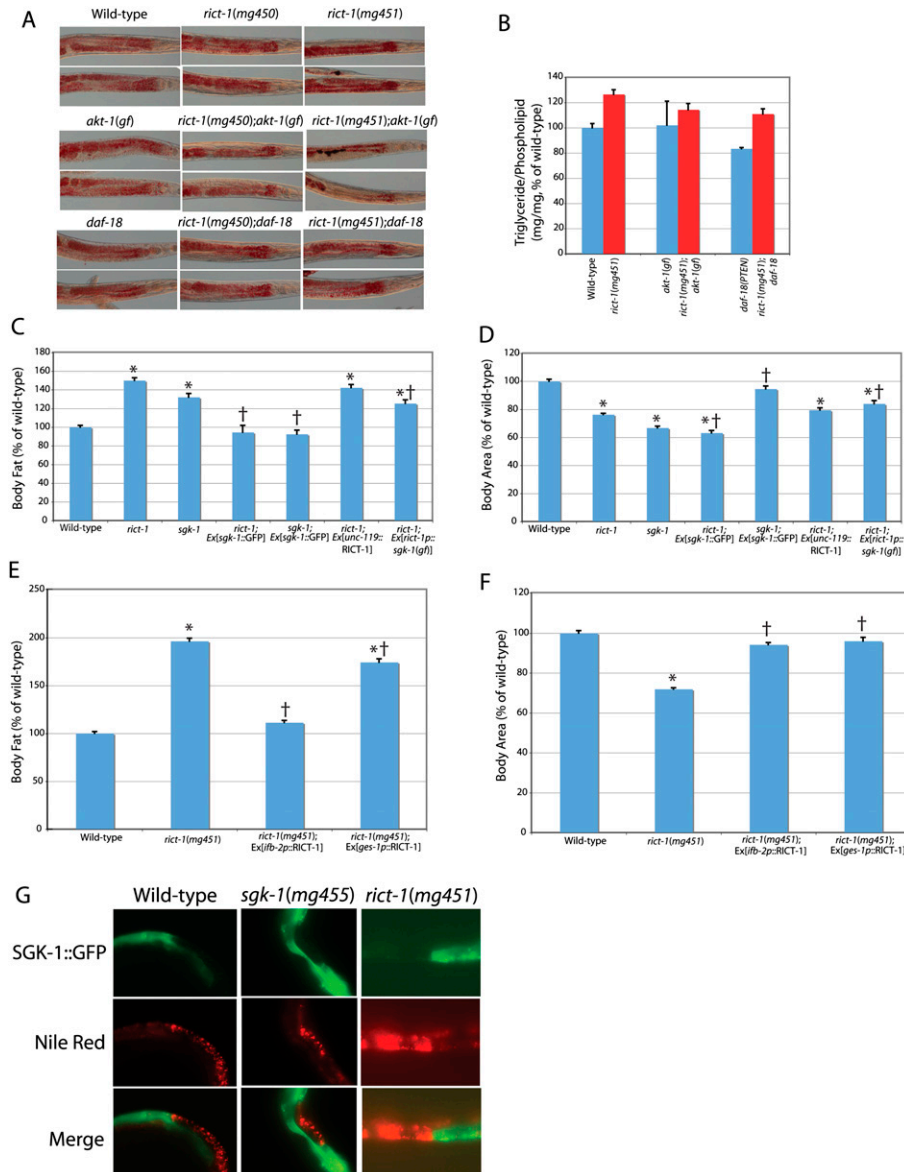 A
Wild-type
rict-1(mg450)
rict-1(mg451)
akt-1(gf)
rict-1(mg450);akt-1(gf)
rict-1(mg451);akt-1(gf)
daf-18
rict-1(mg450);daf-18
rict-1(mg451);daf-18
B
Triglyceride/Phospholipid
(mg/mg, % of wild-type)
140
120
100
80
60
40
20
0
Wild-type
rict-1(mg451)
akt-1(gf)
rict-1(mg451);
akt-1(gf)
daf-18(PTEN)
rict-1(mg451);
daf-18
C
Body Fat (% of wild-type)
180
160
140
120
100
80
60
40
20
0
*
*
†
†
*
*†
Wild-type
rict-1
sgk-1
rict-1;
Ex[sgk-1::GFP]
sgk-1;
Ex[sgk-1::GFP]
rict-1;
Ex[unc-119::
RICT-1]
rict-1;
Ex[rict-1p::
sgk-1(gf)]
D
Body Area (% of wild-type)
120
100
80
60
40
20
0
*
*
*†
†
*
*†
Wild-type
rict-1
sgk-1
rict-1;
Ex[sgk-1::GFP]
sgk-1;
Ex[sgk-1::GFP]
rict-1;
Ex[unc-119::
RICT-1]
rict-1;
Ex[rict-1p::
sgk-1(gf)]
E
Body Fat (% of wild-type)
250
200
150
100
50
0
*
†
*†
Wild-type
rict-1(mg451)
rict-1(mg451);
Ex[ifb-2p::RICT-1]
rict-1(mg451);
Ex[ges-1p::RICT-1]
F
Body Area (% of wild-type)
120
100
80
60
40
20
0
*
†
†
Wild-type
rict-1(mg451)
rict-1(mg451);
Ex[ifb-2p::RICT-1]
rict-1(mg451);
Ex[ges-1p::RICT-1]
G
Wild-type
sgk-1(mg455)
rict-1(mg451)
SGK-1::GFP
Nile Red
Merge